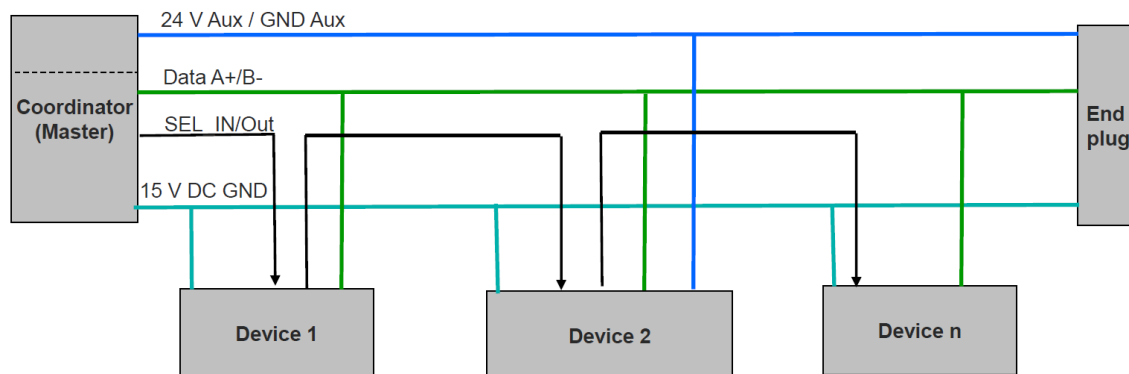 24 V Aux / GND Aux
Data A+/B-
Coordinator
(Master)
SEL_IN/Out
End
plug
15 V DC GND
Device 1
Device 2
Device n